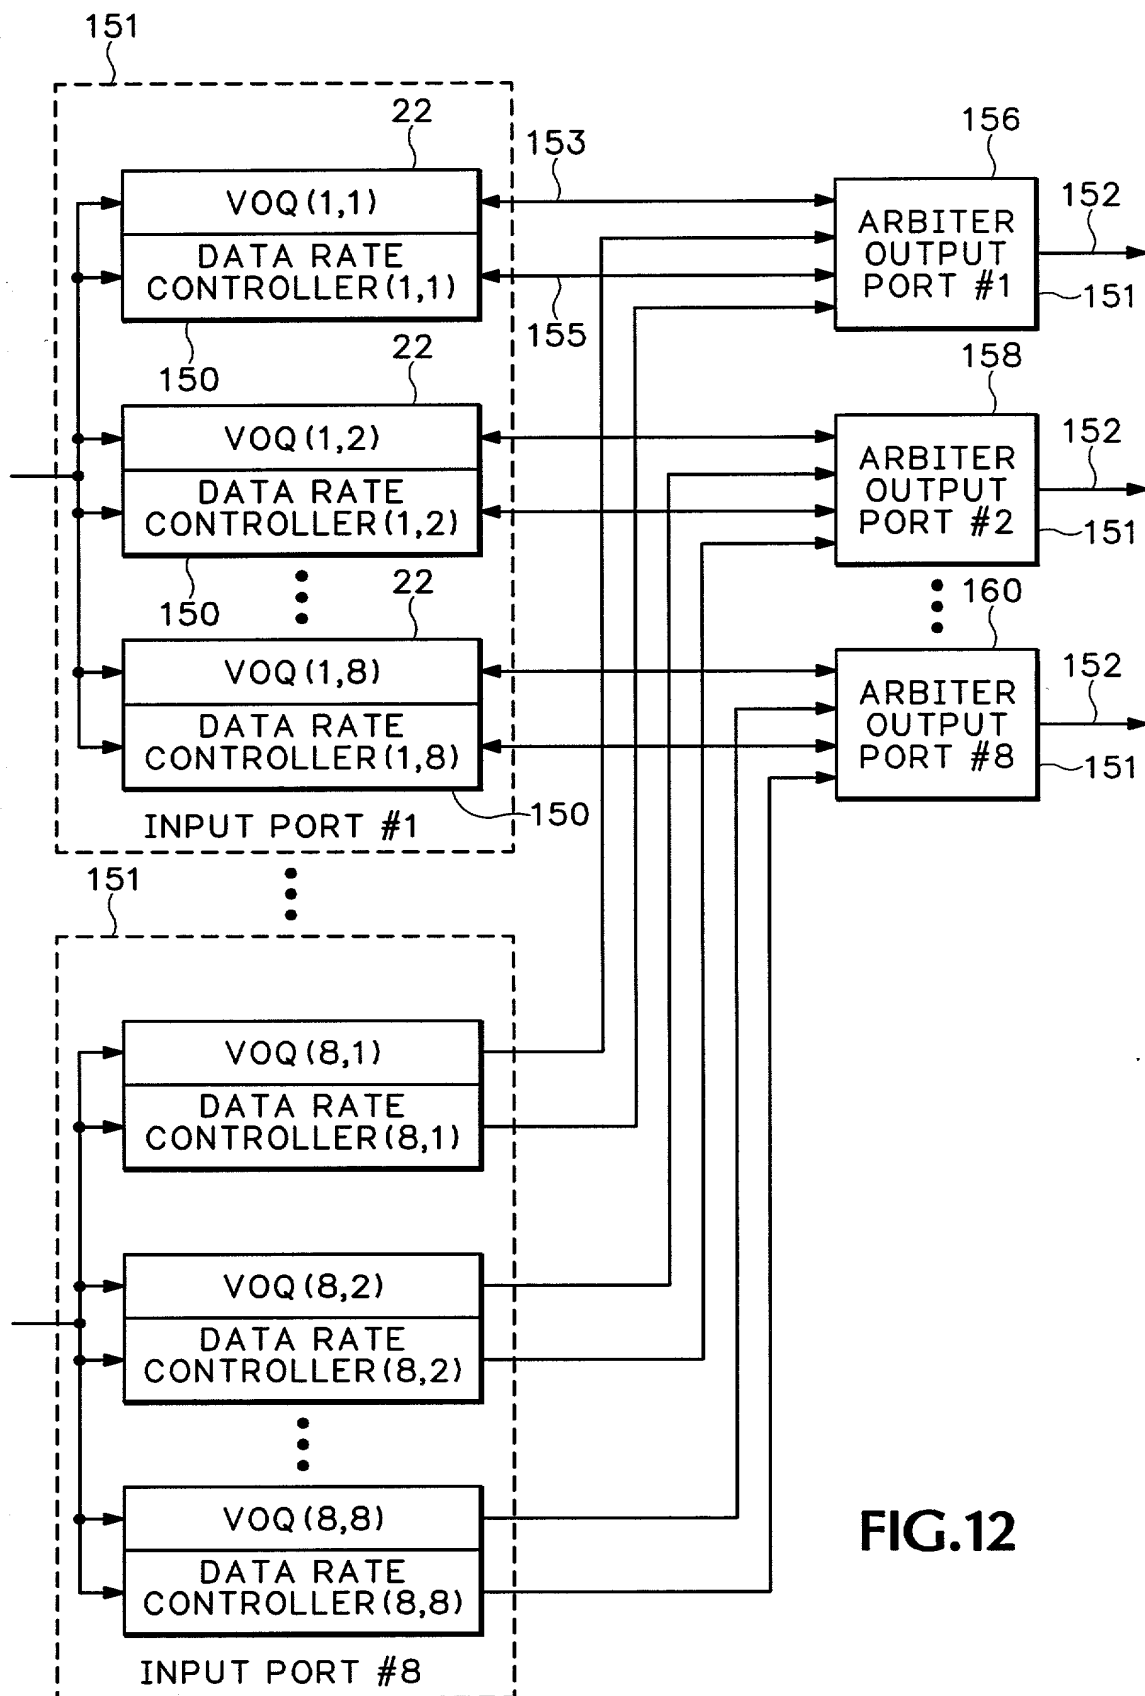 151
22
153
156
VOQ(1,1)
152
DATA RATE
CONTROLLER(1,1)
ARBITER
OUTPUT
PORT #1
151
155
150
22
158
VOQ(1,2)
152
DATA RATE
CONTROLLER(1,2)
ARBITER
OUTPUT
PORT #2
151
150
22
160
VOQ(1,8)
152
DATA RATE
CONTROLLER(1,8)
ARBITER
OUTPUT
PORT #8
151
150
INPUT PORT #1
151
VOQ(8,1)
DATA RATE
CONTROLLER(8,1)
VOQ(8,2)
DATA RATE
CONTROLLER(8,2)
VOQ(8,8)
DATA RATE
CONTROLLER(8,8)
INPUT PORT #8
FIG.12